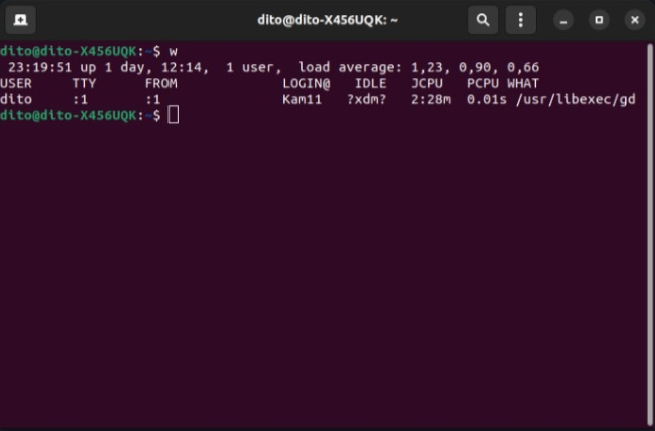 dito@dito-X456UQK: ~
dito@dito-X456UQK:~$ w
 23:19:51 up 1 day, 12:14,  1 user,  load average: 1,23, 0,90, 0,66
USER     TTY      FROM             LOGIN@   IDLE   JCPU   PCPU WHAT
dito     :1       :1               Kam11   ?xdm?   2:28m  0.01s /usr/libexec/gd
dito@dito-X456UQK:~$